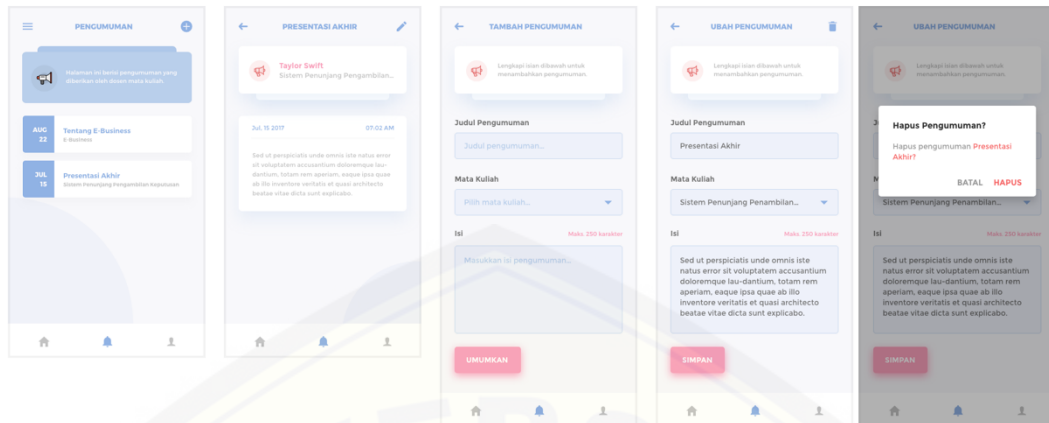 PENGUMUMAN
Halaman ini berisi pengumuman yang
diberikan oleh dosen mata kuliah.
AUG
22
Tentang E-Business
E-Business
JUL
15
Presentasi Akhir
Sistem Penunjang Pengambilan Keputusan
PRESENTASI AKHIR
Taylor Swift
Sistem Penunjang Pengambilan...
Jul, 15 2017
07:02 AM
Sed ut perspiciatis unde omnis iste natus error
sit voluptatem accusantium doloremque lau-
dantium, totam rem aperiam, eaque ipsa quae
ab illo inventore veritatis et quasi architecto
beatae vitae dicta sunt explicabo.
TAMBAH PENGUMUMAN
Lengkapi isian dibawah untuk
menambahkan pengumuman.
Judul Pengumuman
Judul pengumuman...
Mata Kuliah
Pilih mata kuliah...
Isi
Maks. 250 karakter
Masukkan isi pengumuman...
UMUMKAN
UBAH PENGUMUMAN
Lengkapi isian dibawah untuk
menambahkan pengumuman.
Judul Pengumuman
Presentasi Akhir
Mata Kuliah
Sistem Penunjang Penambilan...
Isi
Maks. 250 karakter
Sed ut perspiciatis unde omnis iste
natus error sit voluptatem accusantium
doloremque lau-dantium, totam rem
aperiam, eaque ipsa quae ab illo
inventore veritatis et quasi architecto
beatae vitae dicta sunt explicabo.
SIMPAN
UBAH PENGUMUMAN
Lengkapi isian dibawah untuk
menambahkan pengumuman.
Hapus Pengumuman?
Hapus pengumuman Presentasi
Akhir?
BATAL HAPUS
Sistem Penunjang Penambilan...
Isi
Maks. 250 karakter
Sed ut perspiciatis unde omnis iste
natus error sit voluptatem accusantium
doloremque lau-dantium, totam rem
aperiam, eaque ipsa quae ab illo
inventore veritatis et quasi architecto
beatae vitae dicta sunt explicabo.
SIMPAN